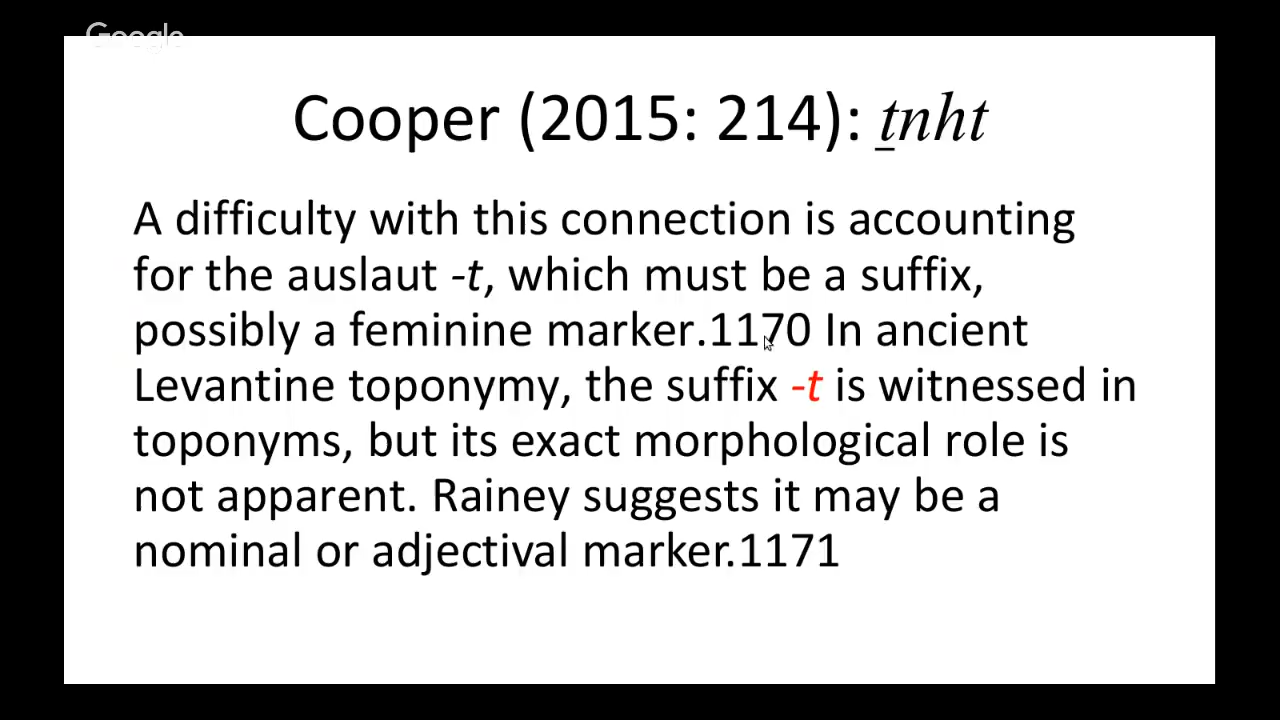 Google
Cooper (2015: 214): ṯnht
A difficulty with this connection is accounting
for the auslaut -t, which must be a suffix,
possibly a feminine marker.1170 In ancient
Levantine toponymy, the suffix -t is witnessed in
toponyms, but its exact morphological role is
not apparent. Rainey suggests it may be a
nominal or adjectival marker.1171